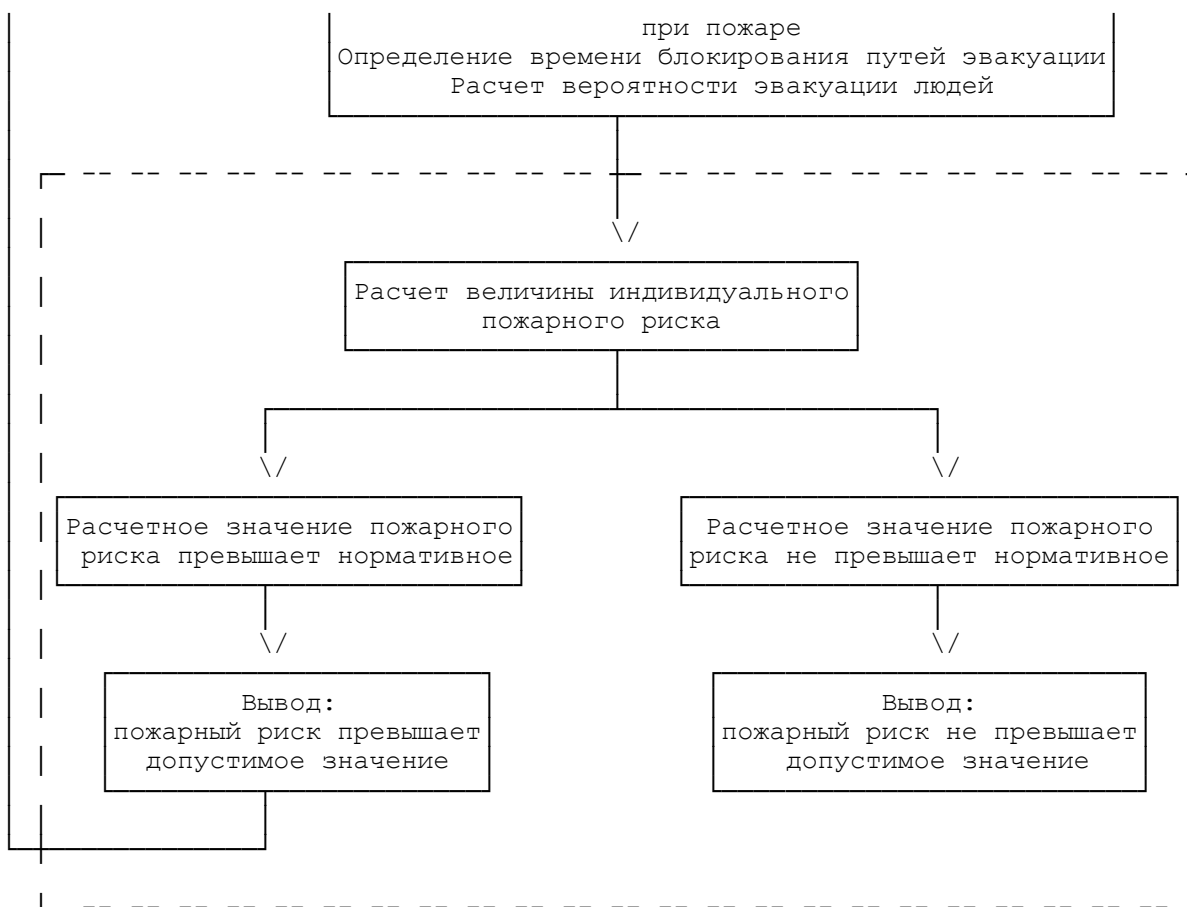 при пожаре
Определение времени блокирования путей эвакуации
Расчет вероятности эвакуации людей
Расчет величины индивидуального
пожарного риска
Расчетное значение пожарного
риска превышает нормативное
Расчетное значение пожарного
риска не превышает нормативное
Вывод:
пожарный риск превышает
допустимое значение
Вывод:
пожарный риск не превышает
допустимое значение